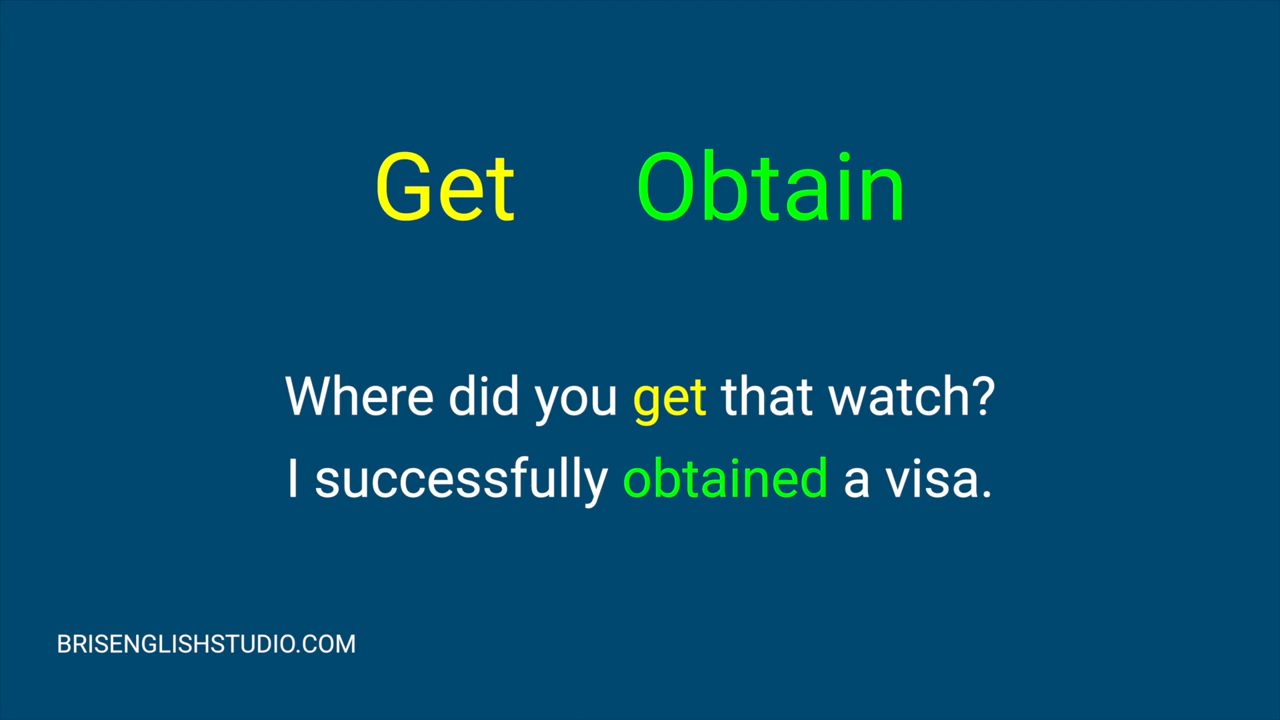 Get Obtain
Where did you get that watch?
I successfully obtained a visa.
BRISENGLISHSTUDIO.COM